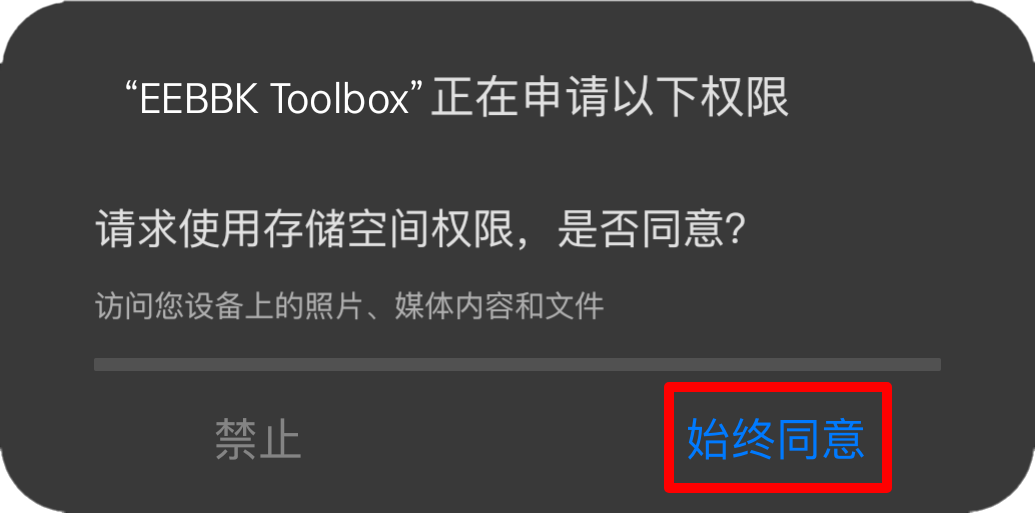 “EEBBK Toolbox” 正在申请以下权限
请求使用存储空间权限，是否同意？
访问您设备上的照片、媒体内容和文件
禁止
始终同意